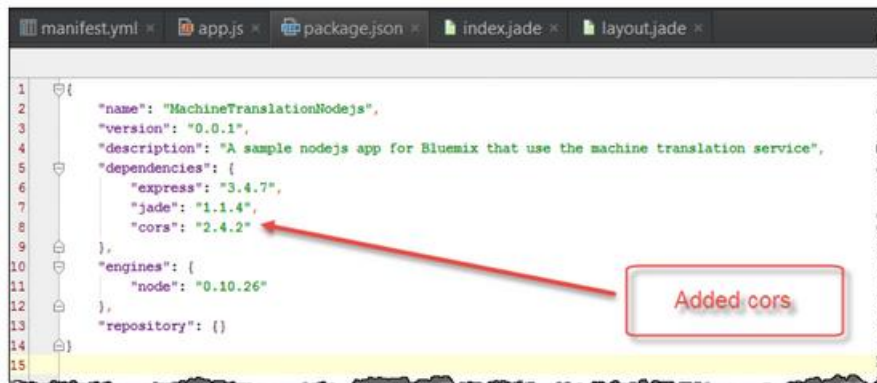 manifest.yml × app.js × package.json × index.jade × layout.jade ×
1 {
2 "name": "MachineTranslationNodejs",
3 "version": "0.0.1",
4 "description": "A sample nodejs app for Bluemix that use the machine translation service",
5 "dependencies": {
6 "express": "3.4.7",
7 "jade": "1.1.4",
8 "cors": "2.4.2"
9 },
10 "engines": {
11 "node": "0.10.26"
12 },
13 "repository": {}
14 }
15
Added cors